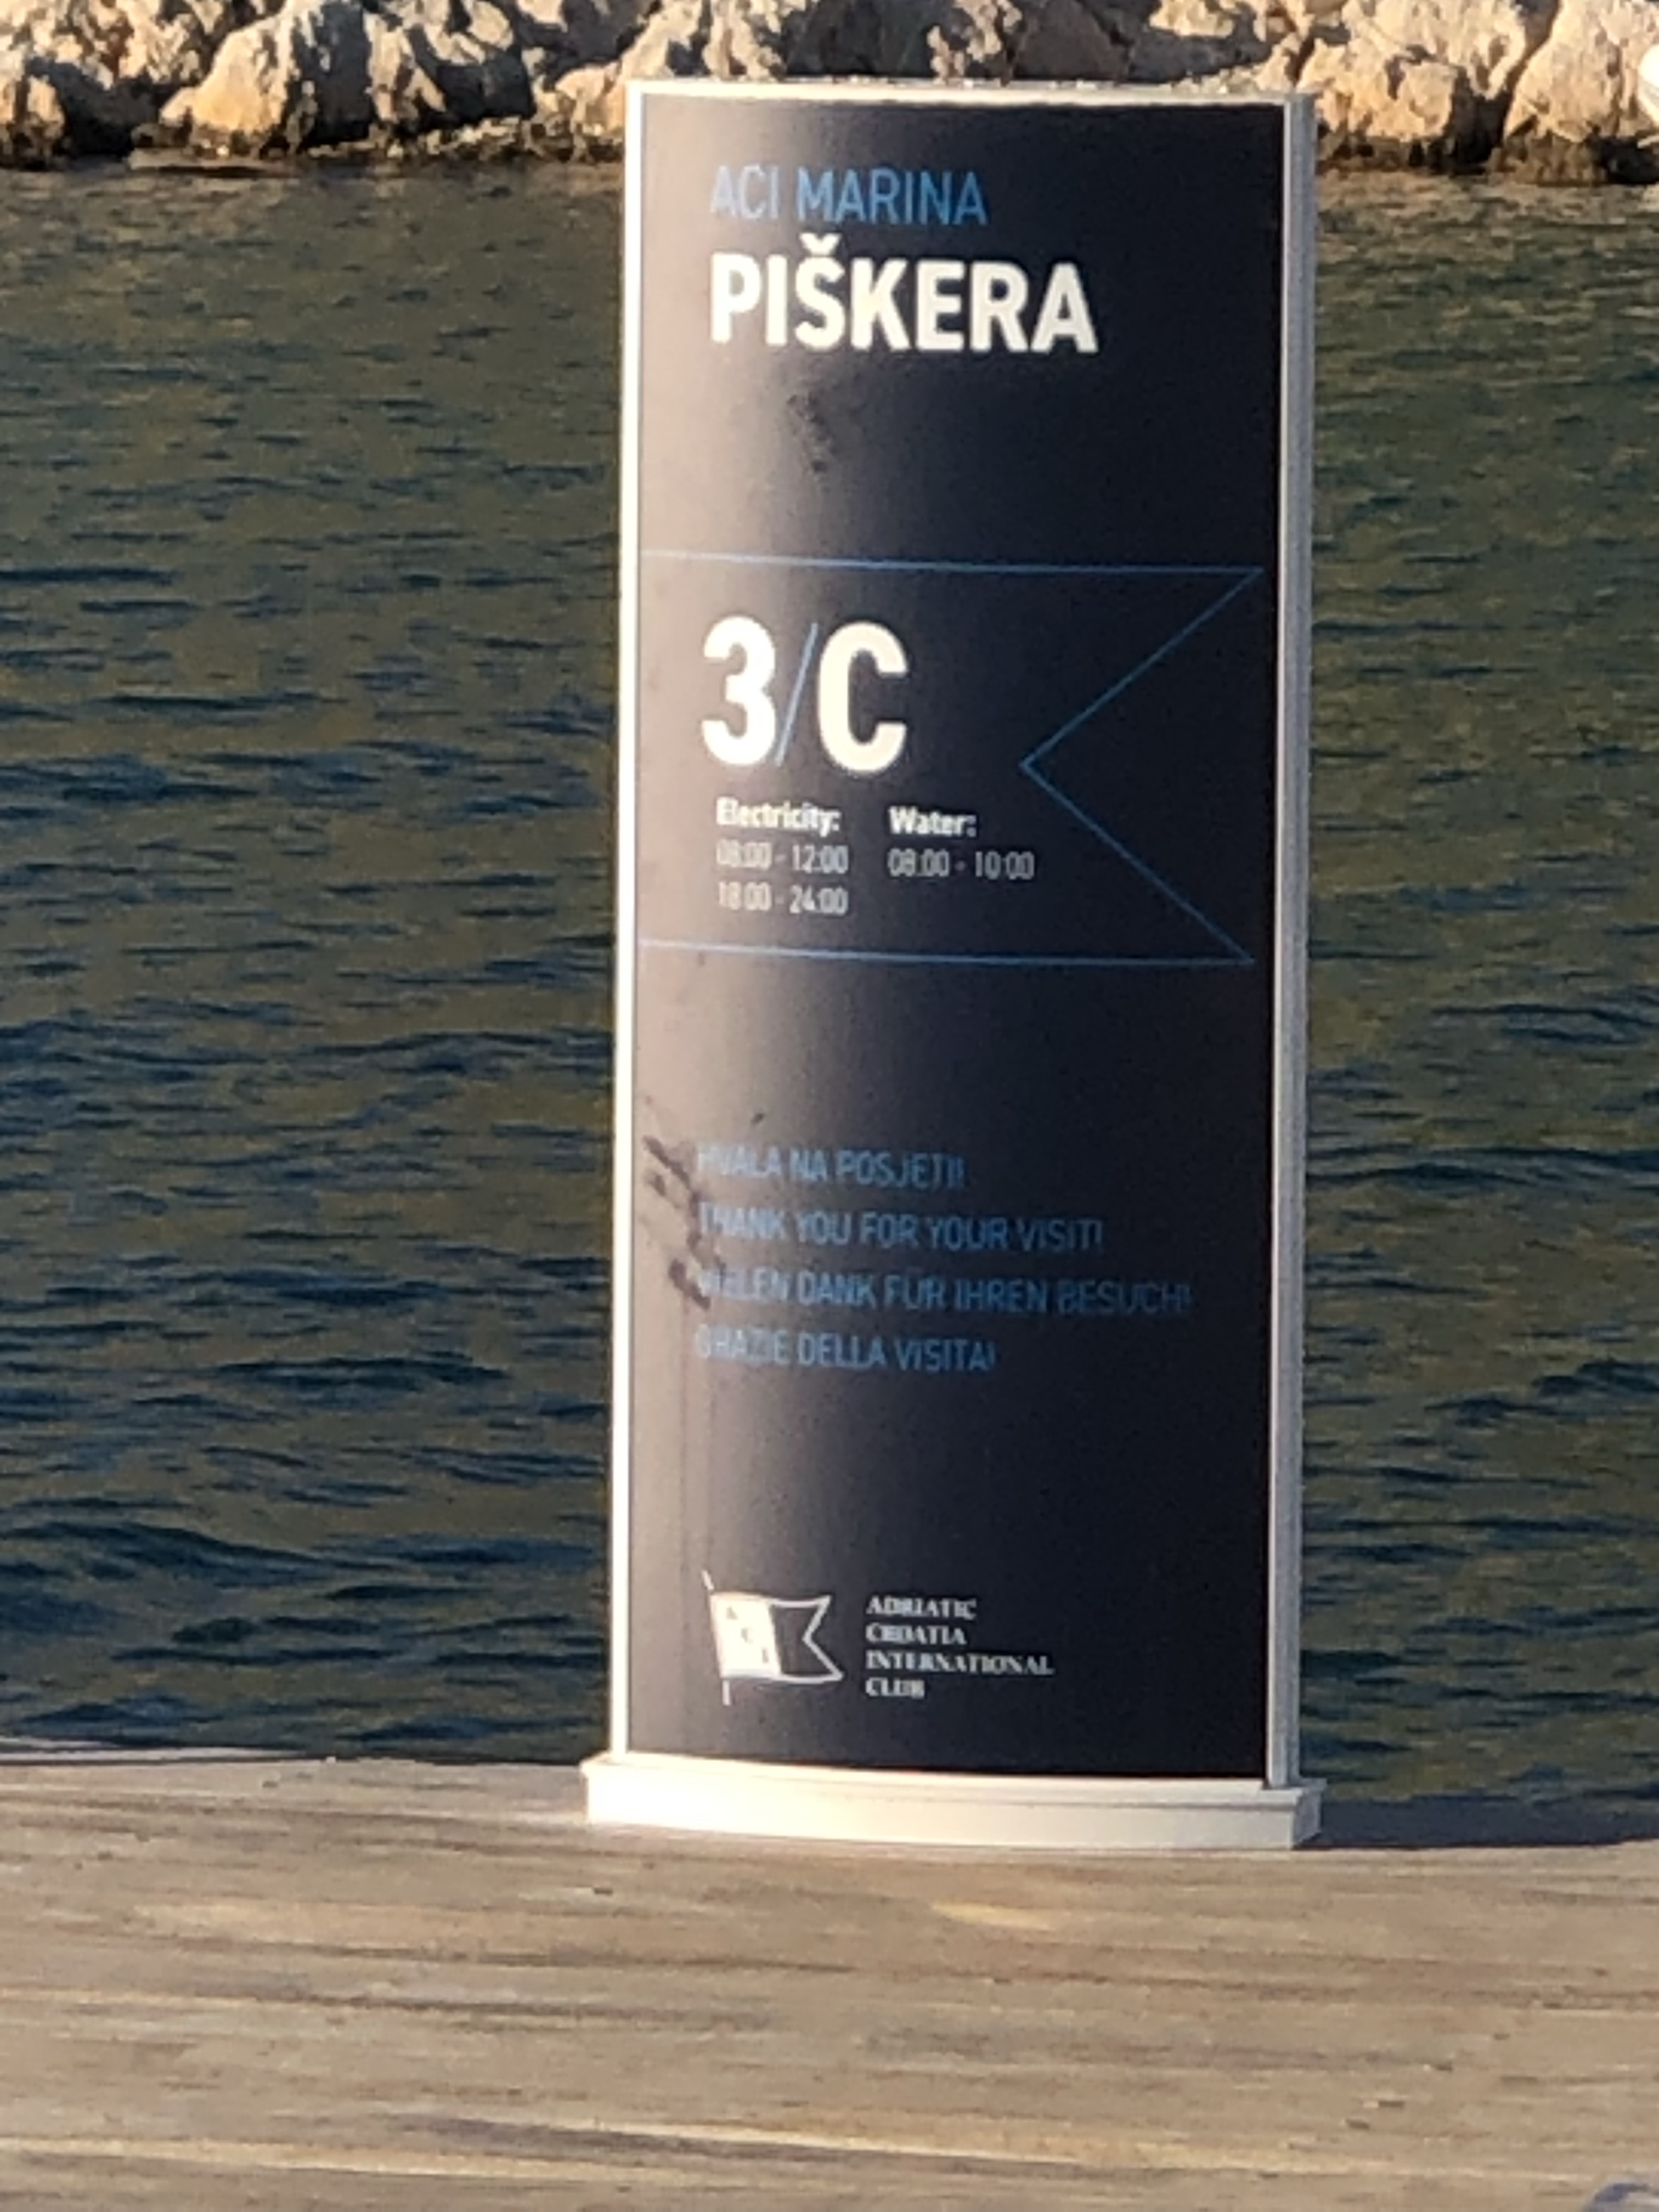 ACI MARINA
PIŠKERA
3/C
Electricity: Water:
08:00 - 12:00 08:00 - 10:00
18:00 - 24:00
HVALA NA POSJETI!
THANK YOU FOR YOUR VISIT!
VIELEN DANK FÜR IHREN BESUCH!
GRAZIE DELLA VISITA!
ACI
ADRIATIC
CROATIA
INTERNATIONAL
CLUB